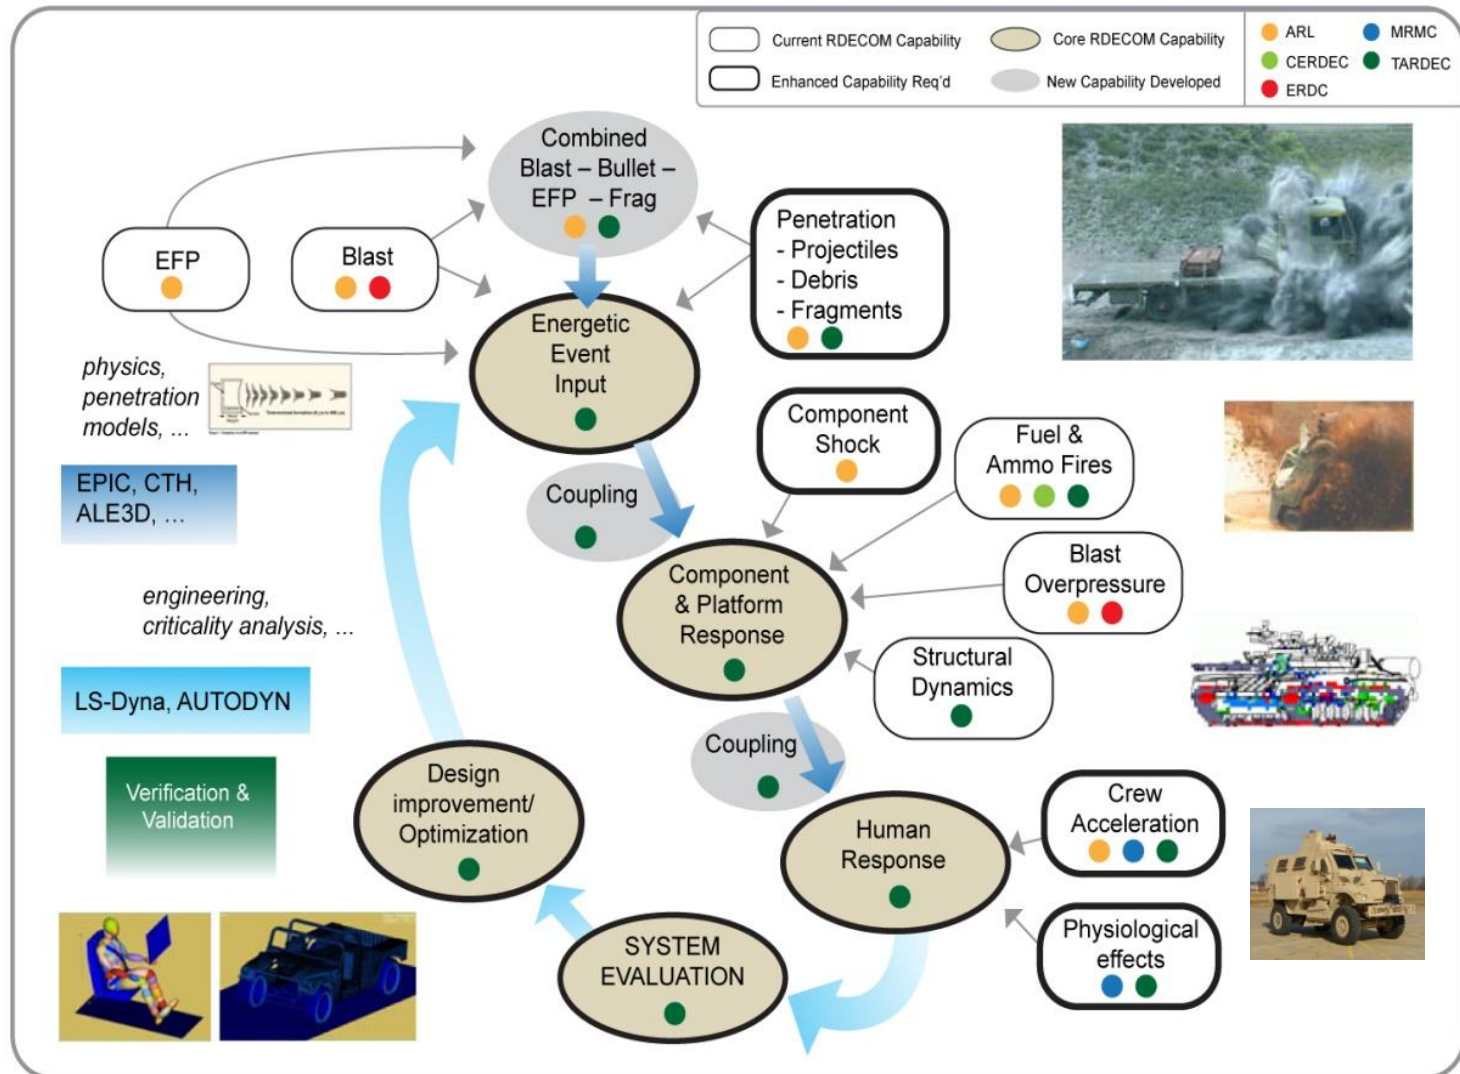 Current RDECOM Capability
Core RDECOM Capability
Enhanced Capability Req'd
New Capability Developed
ARL
MRMC
CERDEC
TARDEC
ERDC
Combined
Blast – Bullet –
EFP – Frag
EFP
Blast
Penetration
- Projectiles
- Debris
- Fragments
Energetic
Event
Input
physics,
penetration
models, ...
Component
Shock
Fuel &
Ammo Fires
EPIC, CTH,
ALE3D, ...
Coupling
Blast
Overpressure
Component
& Platform
Response
engineering,
criticality analysis, ...
Structural
Dynamics
LS-Dyna, AUTODYN
Coupling
Verification &
Validation
Design
improvement/
Optimization
Human
Response
Crew
Acceleration
SYSTEM
EVALUATION
Physiological
effects